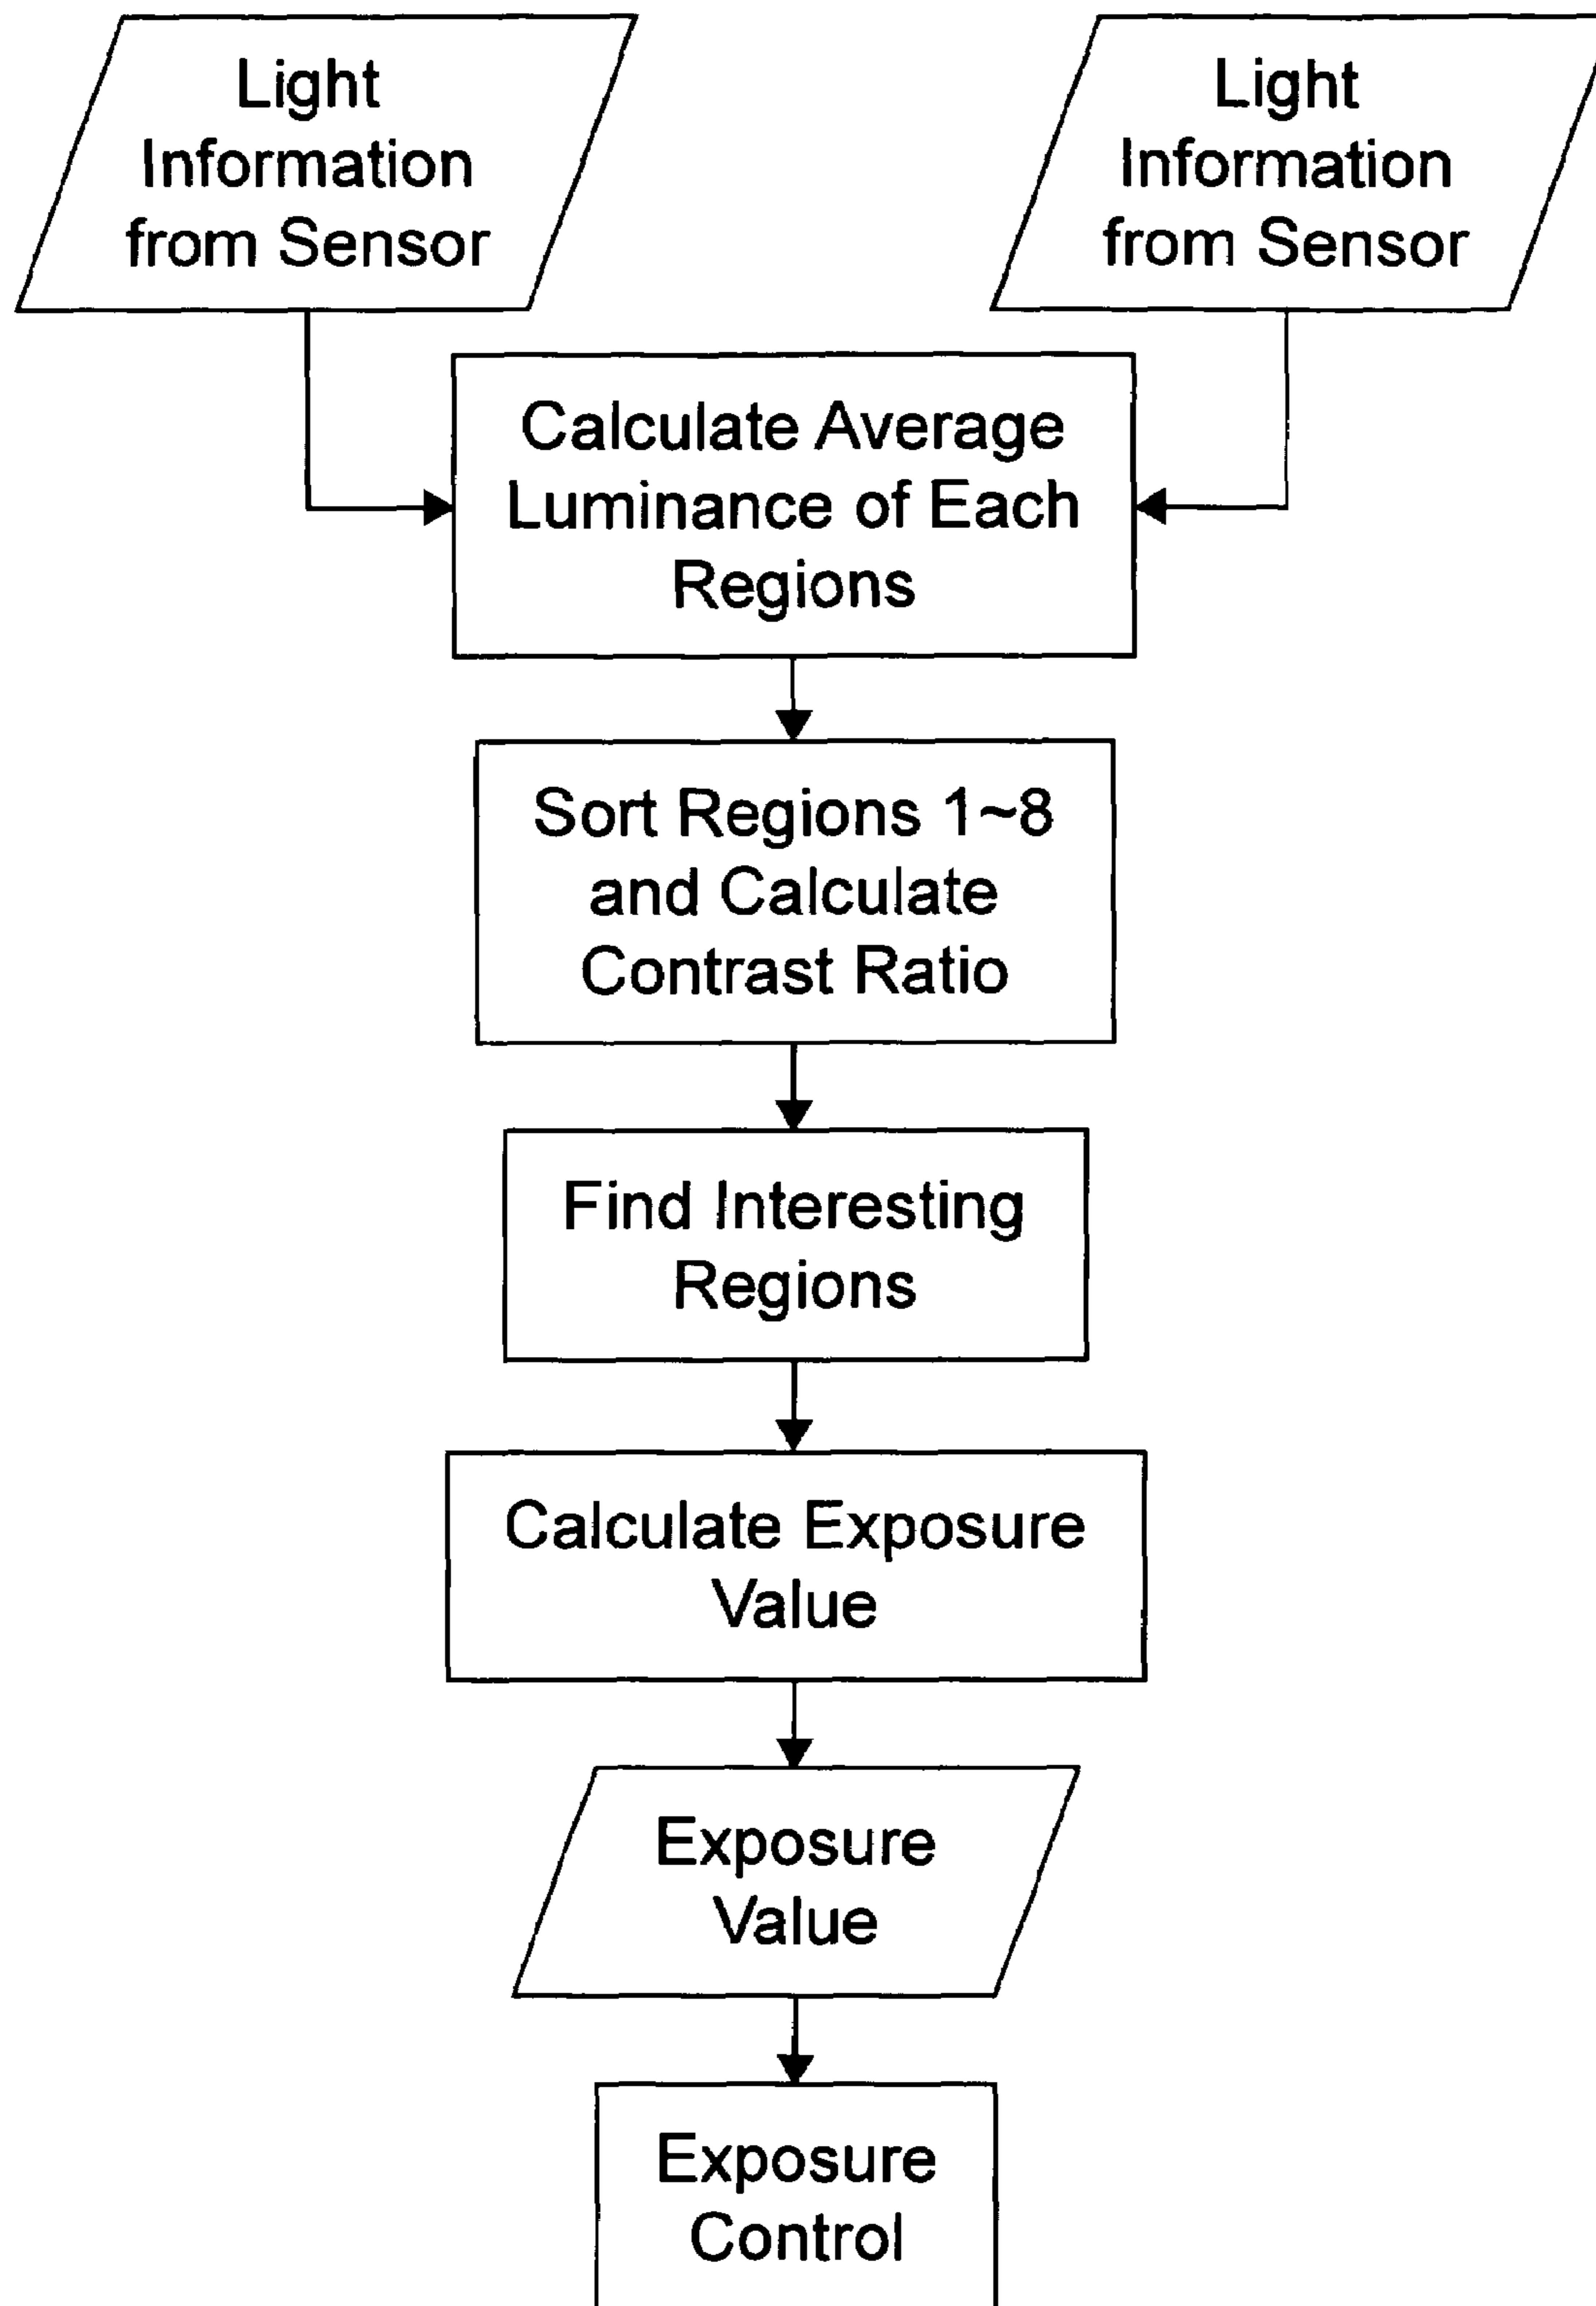 Light
Information
from Sensor
Light
Information
from Sensor
Calculate Average
Luminance of Each
Regions
Sort Regions 1~8
and Calculate
Contrast Ratio
Find Interesting
Regions
Calculate Exposure
Value
Exposure
Value
Exposure
Control